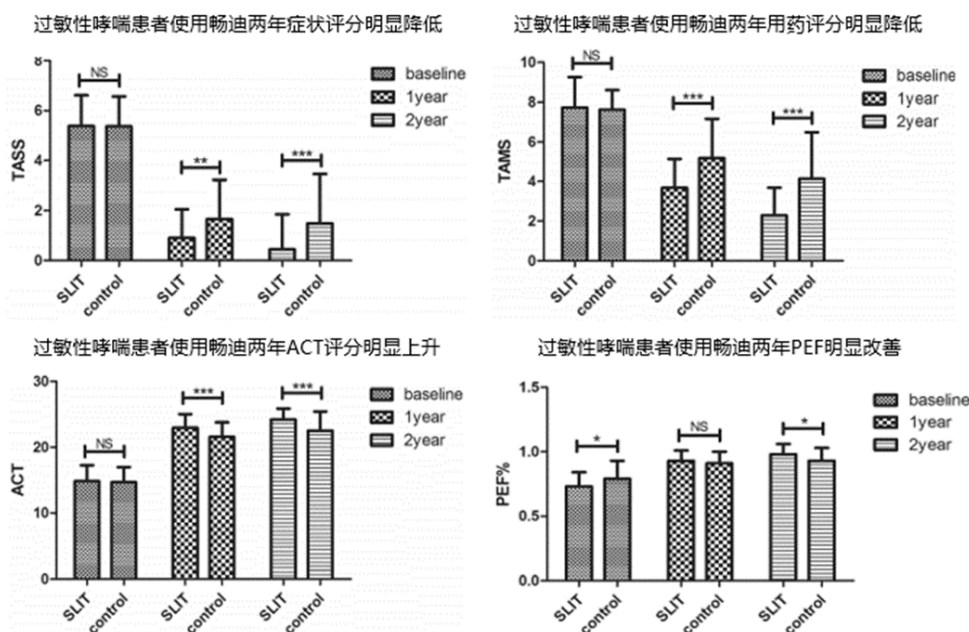 过敏性哮喘患者使用畅迪两年症状评分明显降低
8
6
4
2
0
TASS
NS
**
***
baseline
1year
2year
SLIT
control
SLIT
control
SLIT
control
过敏性哮喘患者使用畅迪两年用药评分明显降低
10
8
6
4
2
0
TAMS
NS
***
***
baseline
1year
2year
SLIT
control
SLIT
control
SLIT
control
过敏性哮喘患者使用畅迪两年ACT评分明显上升
30
20
10
0
ACT
NS
***
***
baseline
1year
2year
SLIT
control
SLIT
control
SLIT
control
过敏性哮喘患者使用畅迪两年PEF明显改善
1.5
1.0
0.5
0.0
PEF%
*
NS
*
baseline
1year
2year
SLIT
control
SLIT
control
SLIT
control